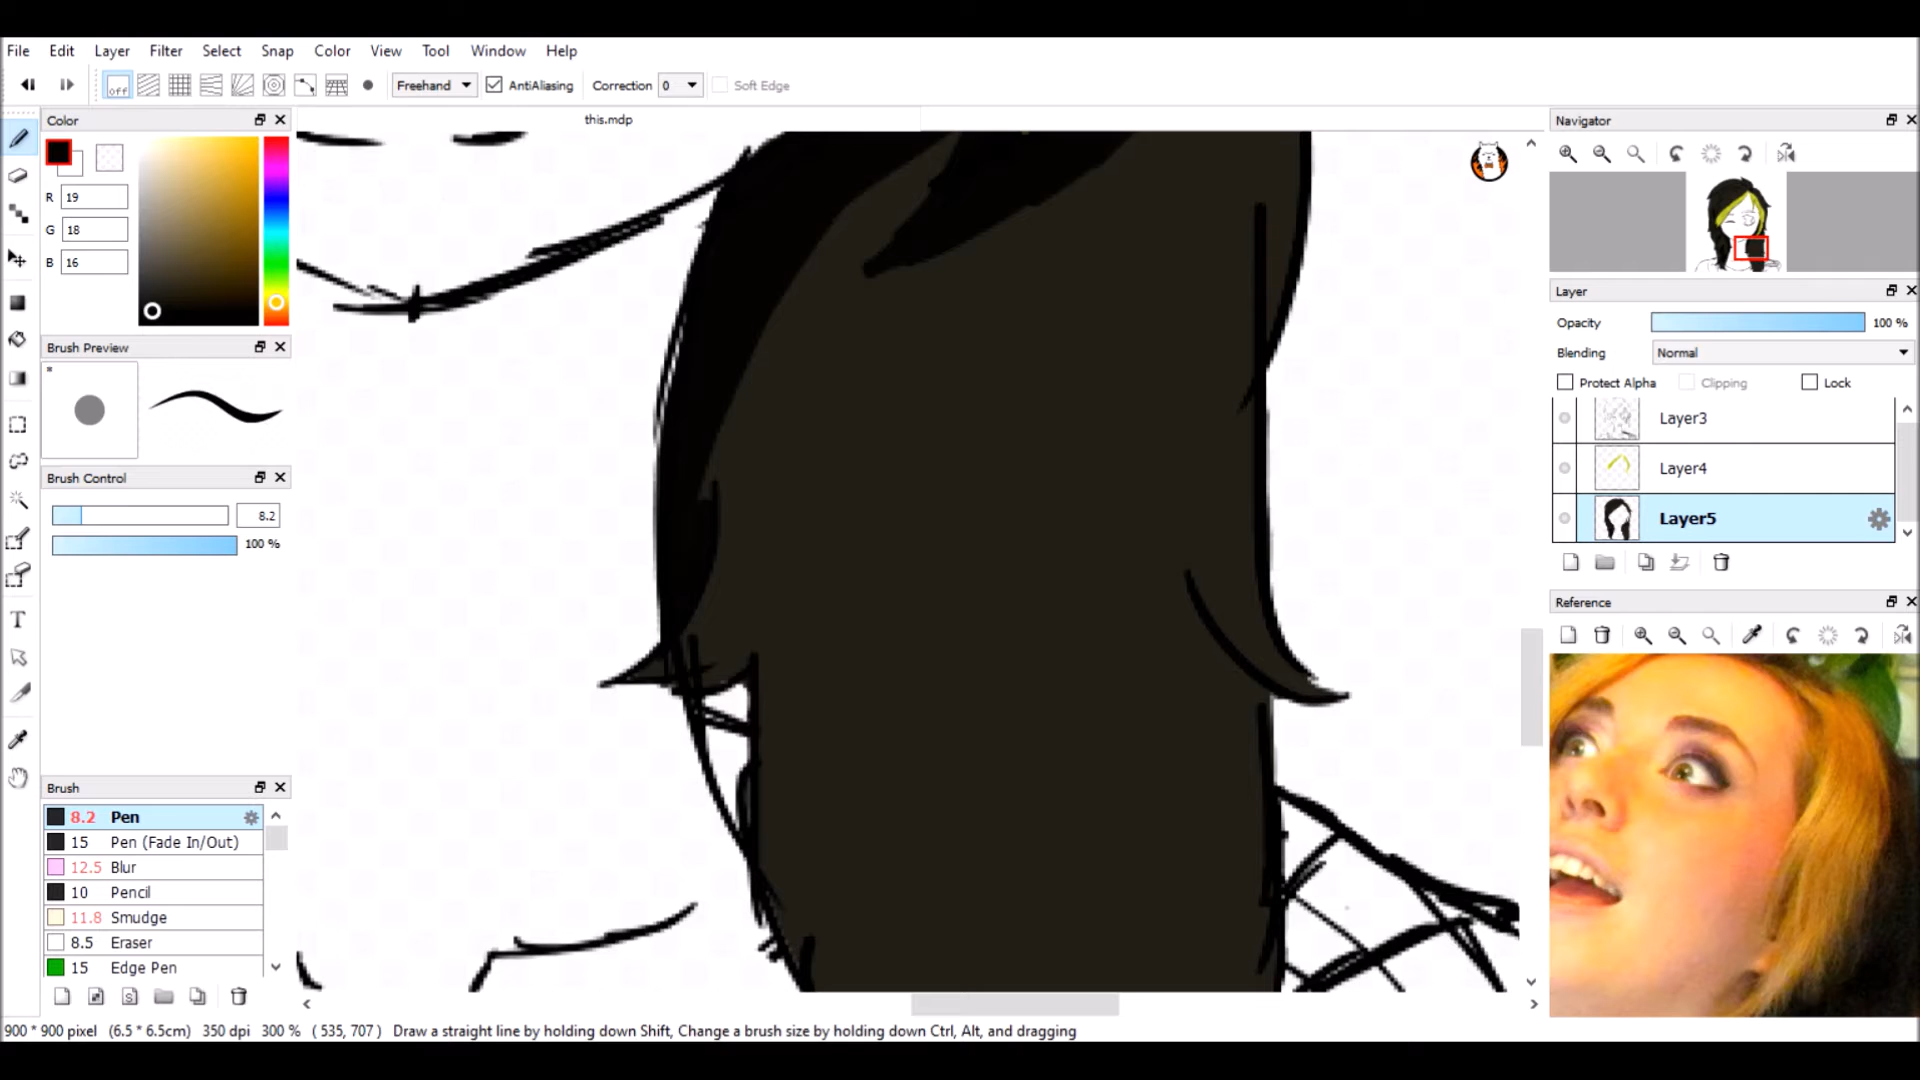 File Edit Layer Filter Select Snap Color View Tool Window Help
off Freehand AntiAliasing Correction 0 Soft Edge
Color
this.mdp
Navigator
R 19
G 18
B 16
Layer
Opacity 100 %
Blending Normal
Protect Alpha Clipping Lock
Layer3
Layer4
Layer5
Brush Preview
Brush Control
8.2
100 %
Reference
Brush
8.2 Pen
15 Pen (Fade In/Out)
12.5 Blur
10 Pencil
11.8 Smudge
8.5 Eraser
15 Edge Pen
S
900 * 900 pixel (6.5 * 6.5cm) 350 dpi 300 % ( 535, 707 ) Draw a straight line by holding down Shift, Change a brush size by holding down Ctrl, Alt, and dragging